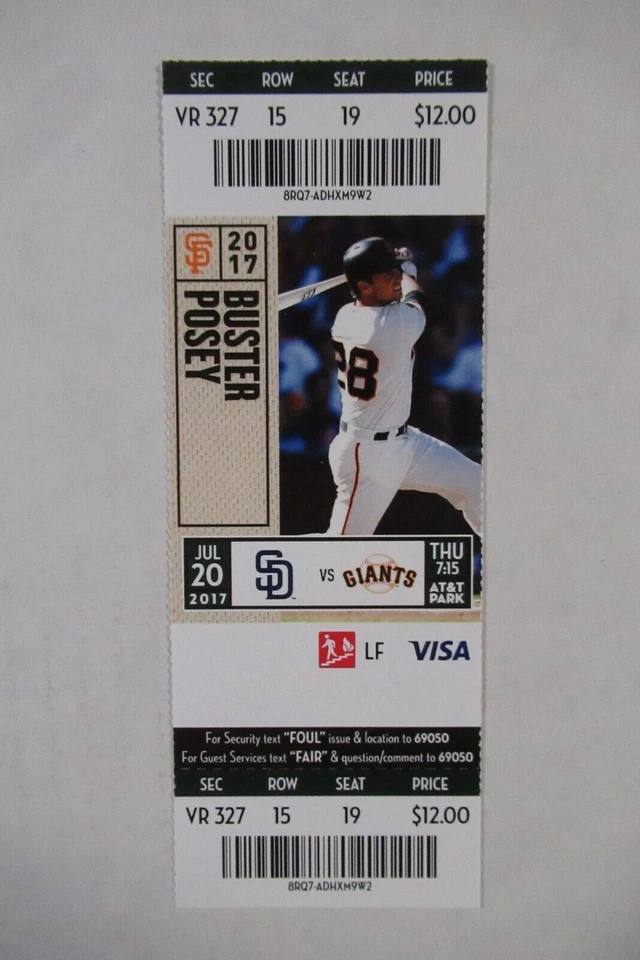 SEC ROW SEAT PRICE
VR 327 15 19 $12.00
8RQ7-ADHXM9W2
SF 20
17
BUSTER
POSEY
28
JUL
20
2017
SD VS GIANTS
THU
7:15
AT&T
PARK
LF VISA
For Security text "FOUL" issue & location to 69050
For Guest Services text "FAIR" & question/comment to 69050
SEC ROW SEAT PRICE
VR 327 15 19 $12.00
8RQ7-ADHXM9W2